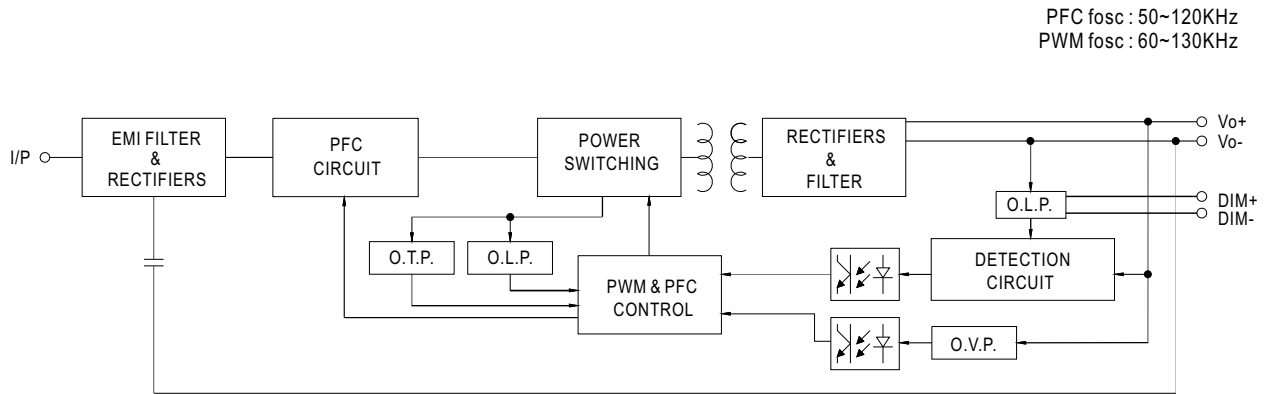 PFC fosc : 50~120KHz
PWM fosc : 60~130KHz
I/P
EMI FILTER
&
RECTIFIERS
PFC
CIRCUIT
POWER
SWITCHING
RECTIFIERS
&
FILTER
Vo+
Vo-
DIM+
DIM-
O.L.P.
O.T.P.
O.L.P.
PWM & PFC
CONTROL
DETECTION
CIRCUIT
O.V.P.